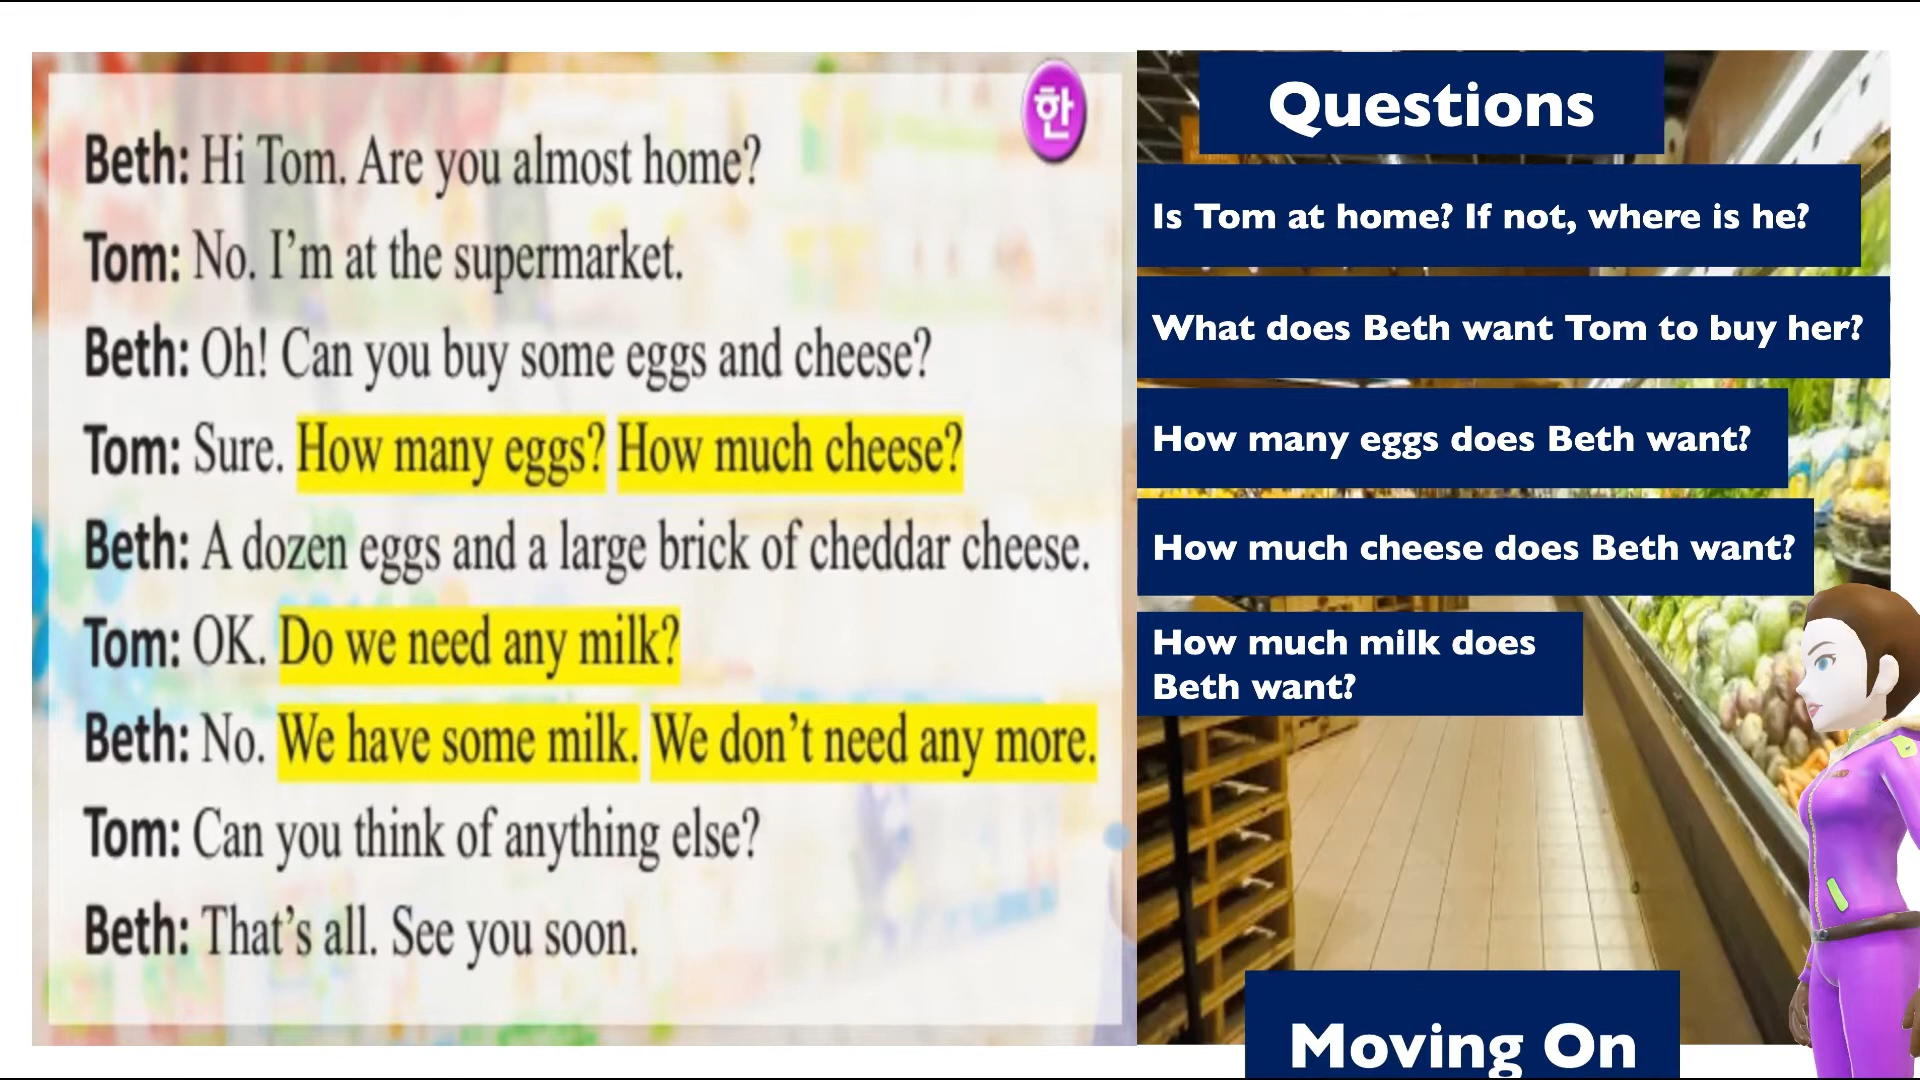 한
Beth: Hi Tom. Are you almost home?
Tom: No. I'm at the supermarket.
Beth: Oh! Can you buy some eggs and cheese?
Tom: Sure. How many eggs? How much cheese?
Beth: A dozen eggs and a large brick of cheddar cheese.
Tom: OK. Do we need any milk?
Beth: No. We have some milk. We don't need any more.
Tom: Can you think of anything else?
Beth: That's all. See you soon.
Questions
Is Tom at home? If not, where is he?
What does Beth want Tom to buy her?
How many eggs does Beth want?
How much cheese does Beth want?
How much milk does
Beth want?
Moving On